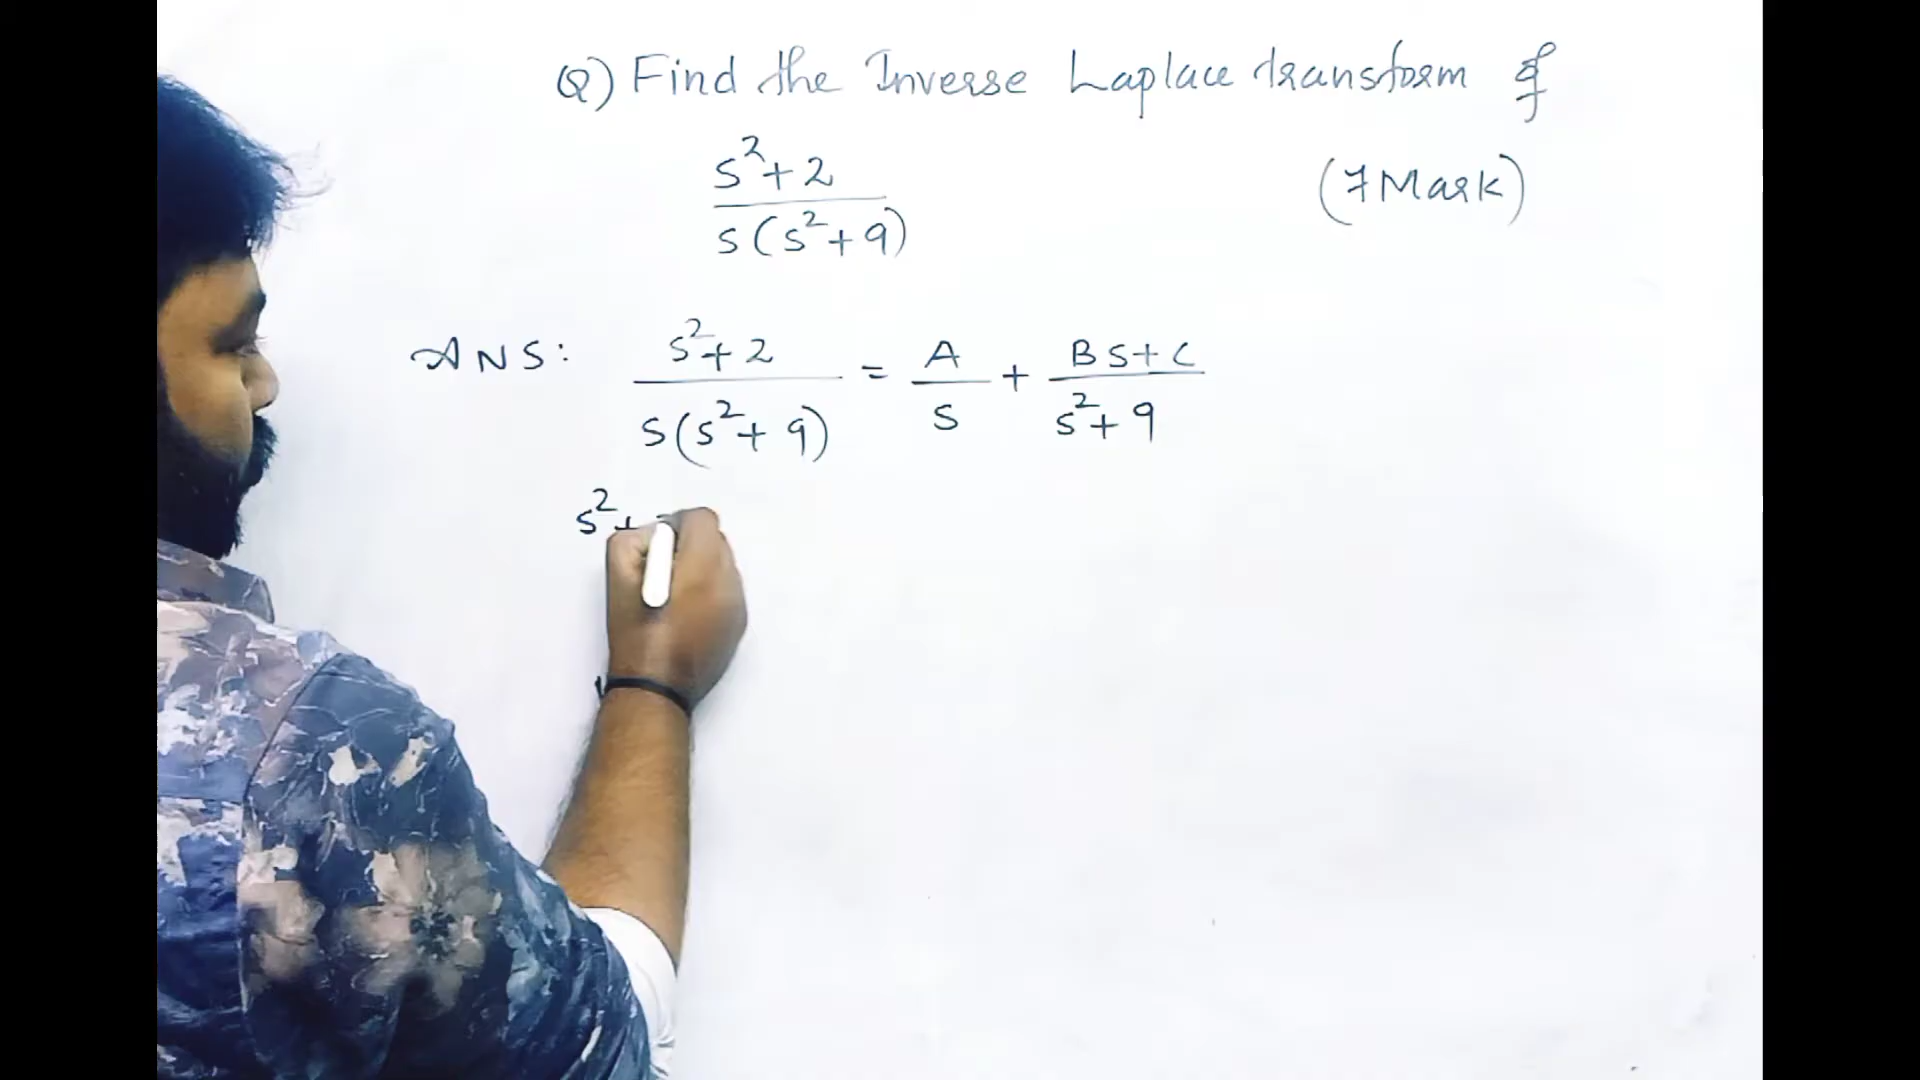 Q) Find the Inverse Laplace transform of
s²+2
s(s²+9)
(7 Mark)
ANS: s²+2 / s(s²+9) = A/s + Bs+C / s²+9
s²+